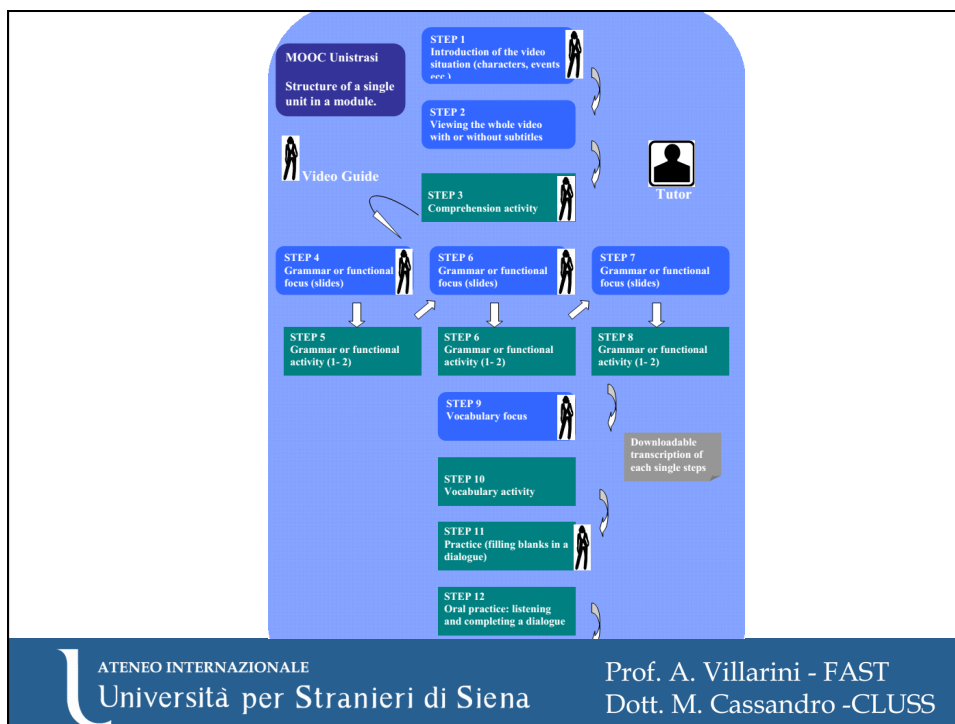 MOOC Unistrasi
Structure of a single
unit in a module.
STEP 1
Introduction of the video
situation (characters, events
ecc.)
STEP 2
Viewing the whole video
with or without subtitles
Video Guide
Tutor
STEP 3
Comprehension activity
STEP 4
Grammar or functional
focus (slides)
STEP 6
Grammar or functional
focus (slides)
STEP 7
Grammar or functional
focus (slides)
STEP 5
Grammar or functional
activity (1- 2)
STEP 6
Grammar or functional
activity (1- 2)
STEP 8
Grammar or functional
activity (1- 2)
STEP 9
Vocabulary focus
Downloadable
transcription of
each single steps
STEP 10
Vocabulary activity
STEP 11
Practice (filling blanks in a
dialogue)
STEP 12
Oral practice: listening
and completing a dialogue
ATENEO INTERNAZIONALE
Università per Stranieri di Siena
Prof. A. Villarini - FAST
Dott. M. Cassandro -CLUSS